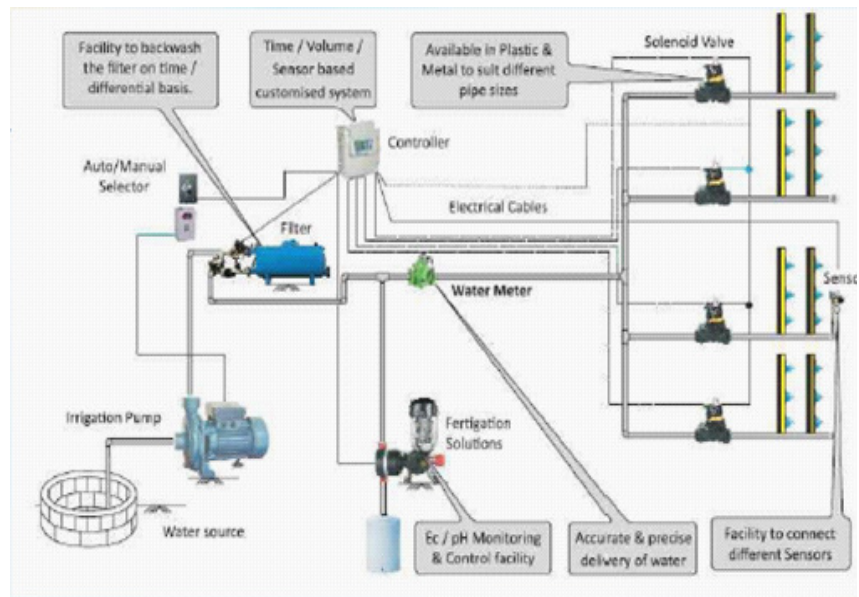 Facility to backwash
the filter on time /
differential basis.
Time / Volume /
Sensor based
customised system
Available in Plastic &
Metal to suit different
pipe sizes
Solenoid Valve
Controller
Auto/Manual
Selector
Electrical Cables
Filter
Water Meter
Senso
Irrigation Pump
Fertigation
Solutions
Water source
Ec / pH Monitoring
& Control facility
Accurate & precise
delivery of water
Facility to connect
different Sensors